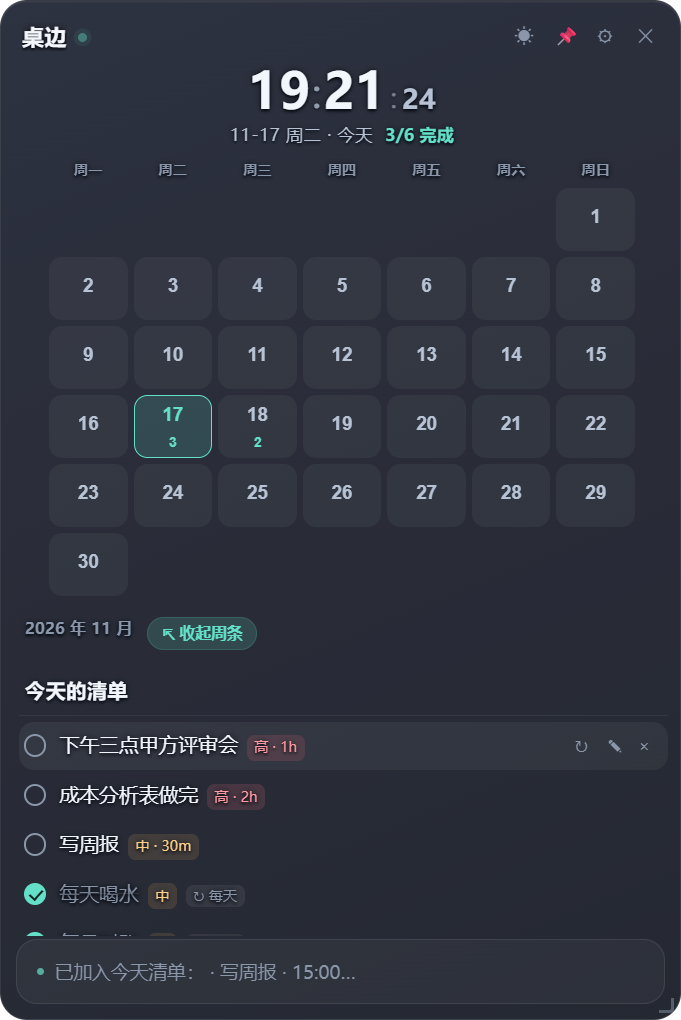 桌边
19:21:24
11-17 周二 · 今天 3/6 完成
周一 周二 周三 周四 周五 周六 周日
1
2 3 4 5 6 7 8
9 10 11 12 13 14 15
16 17 18 19 20 21 22
3 2
23 24 25 26 27 28 29
30
2026 年 11 月 ↸ 收起周条
今天的清单
下午三点甲方评审会 高 · 1h
成本分析表做完 高 · 2h
写周报 中 · 30m
每天喝水 中 ↻ 每天
已加入今天清单： · 写周报 · 15:00...